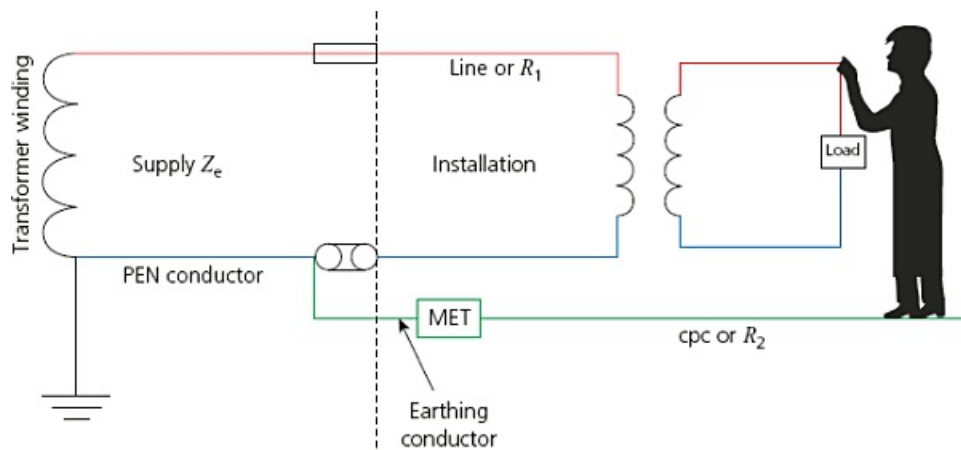 Transformer winding
Line or R1
Supply Ze
Installation
Load
PEN conductor
MET
cpc or R2
Earthing
conductor